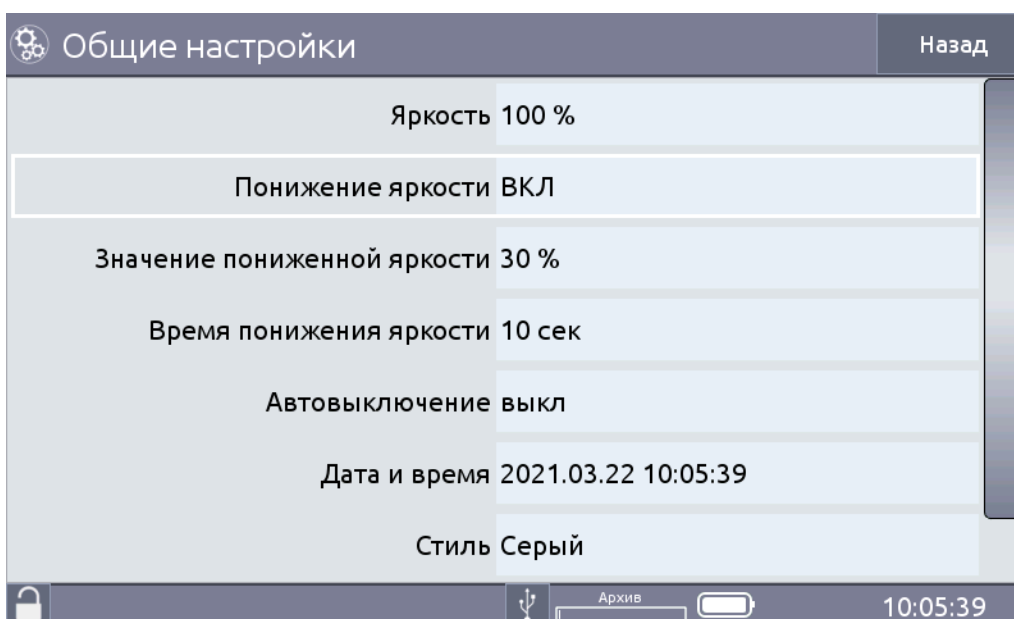 Общие настройки
Назад
Яркость 100 %
Понижение яркости ВКЛ
Значение пониженной яркости 30 %
Время понижения яркости 10 сек
Автовыключение выкл
Дата и время 2021.03.22 10:05:39
Стиль Серый
Архив
10:05:39